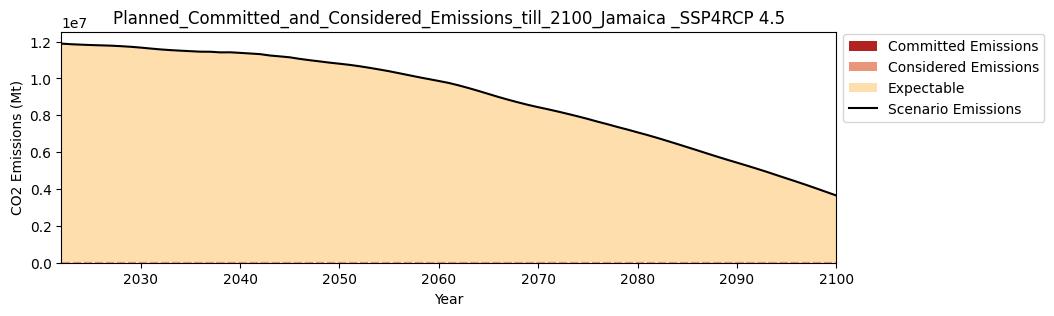 Planned_Committed_and_Considered_Emissions_till_2100_Jamaica _SSP4RCP 4.5
1e7
1.2
1.0
0.8
0.6
0.4
0.2
0.0
CO2 Emissions (Mt)
2030 2040 2050 2060 2070 2080 2090 2100
Year
Committed Emissions
Considered Emissions
Expectable
Scenario Emissions